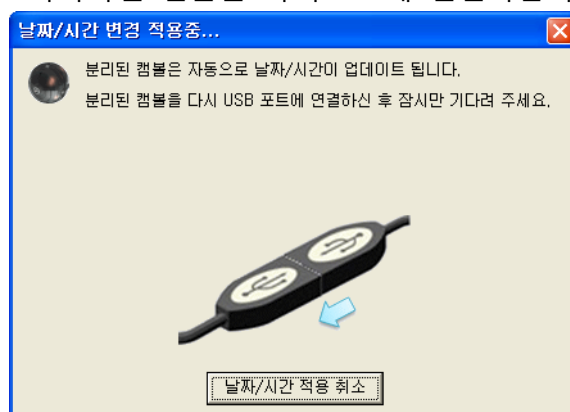 날짜/시간 변경 적용중...
분리된 캠볼은 자동으로 날짜/시간이 업데이트 됩니다.
분리된 캠볼을 다시 USB 포트에 연결하신 후 잠시만 기다려 주세요.
날짜/시간 적용 취소